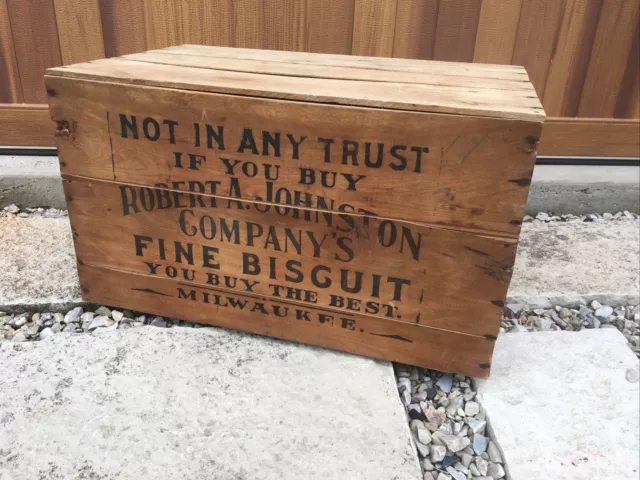 NOT IN ANY TRUST
IF YOU BUY
ROBERT A. JOHNSTON
COMPANY'S
FINE BISCUIT
YOU BUY THE BEST.
MILWAUKEE.